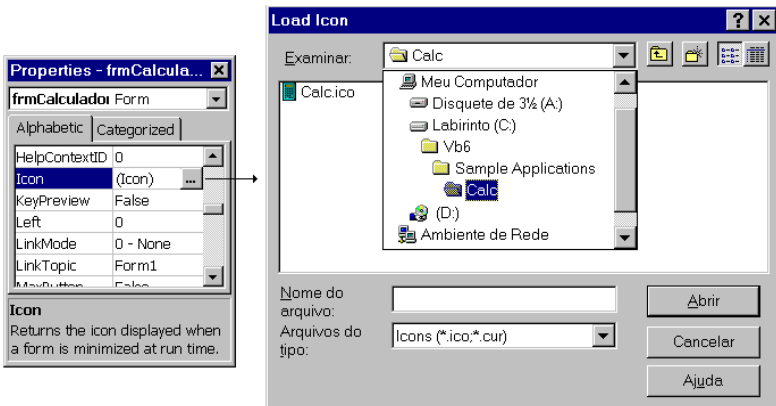 Properties - frmCalcula...
frmCalculador Form
Alphabetic Categorized
HelpContextID 0
Icon (Icon) ...
KeyPreview False
Left 0
LinkMode 0 - None
LinkTopic Form1
MaxButton False
Icon
Returns the icon displayed when
a form is minimized at run time.
Load Icon
Examinar: Calc
Calc.ico
Meu Computador
Disquete de 3½ (A:)
Labirinto (C:)
Vb6
Sample Applications
Calc
(D:)
Ambiente de Rede
Nome do
arquivo:
Abrir
Arquivos do
tipo:
Icons (*.ico;*.cur)
Cancelar
Ajuda